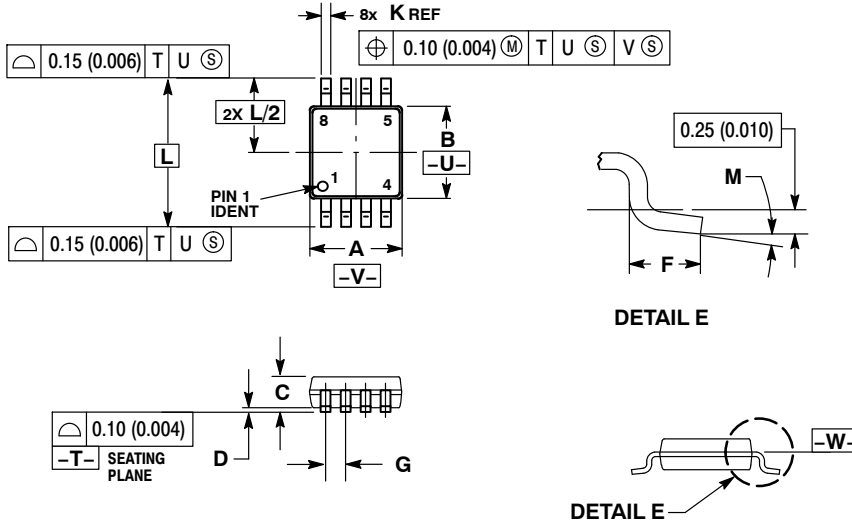 8x K REF
⌖ 0.10 (0.004) Ⓜ T U Ⓢ V Ⓢ
⌓ 0.15 (0.006) T U Ⓢ
2X L/2
8 5
B
-U-
L
0.25 (0.010)
M
PIN 1
IDENT
1
4
⌓ 0.15 (0.006) T U Ⓢ
A
-V-
F
DETAIL E
C
⌓ 0.10 (0.004)
-T- SEATING
PLANE
D
G
-W-
DETAIL E